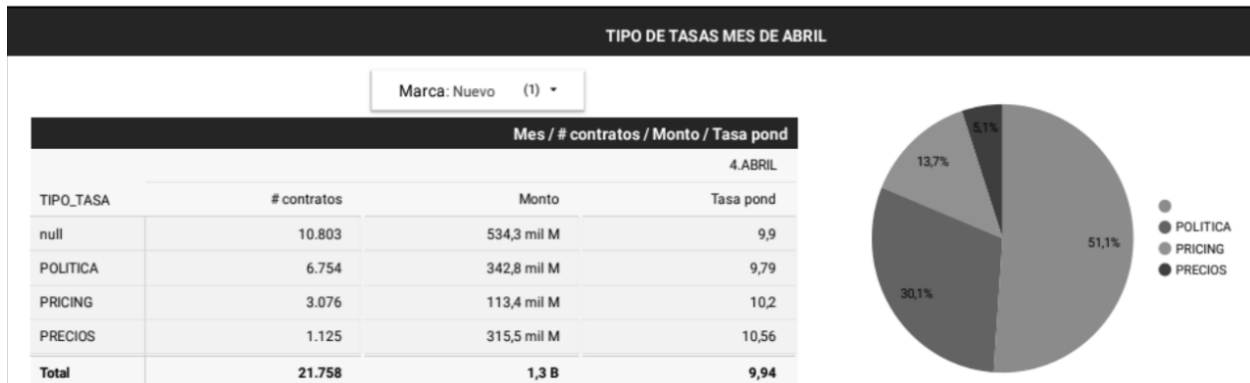 TIPO DE TASAS MES DE ABRIL
Marca: Nuevo (1)
Mes / # contratos / Monto / Tasa pond
4.ABRIL
TIPO_TASA # contratos Monto Tasa pond
null 10.803 534,3 mil M 9,9
POLITICA 6.754 342,8 mil M 9,79
PRICING 3.076 113,4 mil M 10,2
PRECIOS 1.125 315,5 mil M 10,56
Total 21.758 1,3 B 9,94
5,1%
13,7%
51,1%
30,1%
POLITICA
PRICING
PRECIOS